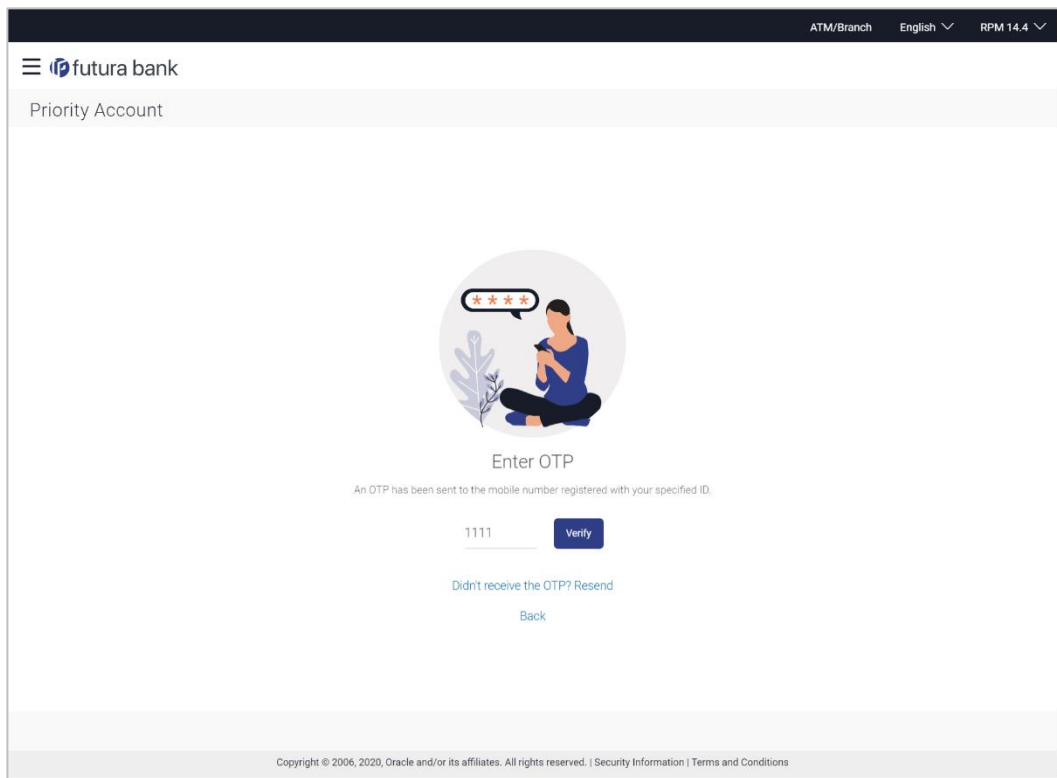 ATM/Branch English RPM 14.4
futura bank
Priority Account
****
Enter OTP
An OTP has been sent to the mobile number registered with your specified ID.
1111 Verify
Didn't receive the OTP? Resend
Back
Copyright © 2006, 2020, Oracle and/or its affiliates. All rights reserved. | Security Information | Terms and Conditions